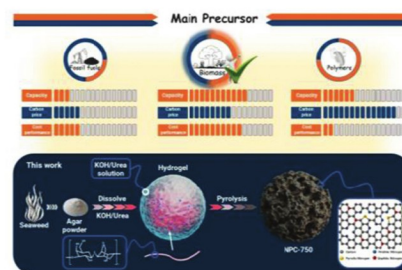 Main Precursor
Fossil fuels
Biomass
Polymers
Capacity
Capacity
Capacity
Carbon price
Carbon price
Carbon price
Cost performance
Cost performance
Cost performance
This work
KOH/Urea solution
Hydrogel
Dissolve
Pyrolysis
KOH/Urea
Seaweed
Agar powder
NPC-750